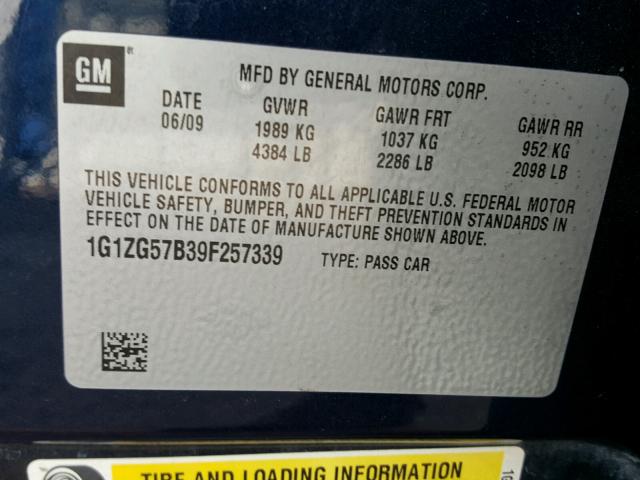 GM
MFD BY GENERAL MOTORS CORP.
DATE GVWR GAWR FRT GAWR RR
06/09 1989 KG 1037 KG 952 KG
4384 LB 2286 LB 2098 LB
THIS VEHICLE CONFORMS TO ALL APPLICABLE U.S. FEDERAL MOTOR
VEHICLE SAFETY, BUMPER, AND THEFT PREVENTION STANDARDS IN
EFFECT ON THE DATE OF MANUFACTURE SHOWN ABOVE.
1G1ZG57B39F257339 TYPE: PASS CAR
TIRE AND LOADING INFORMATION